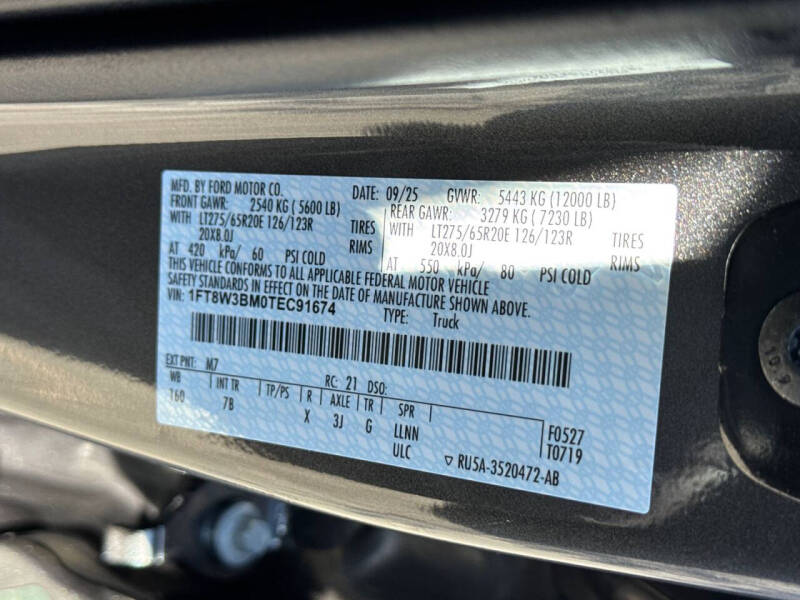 MFD. BY FORD MOTOR CO. DATE: 09/25 GVWR: 5443 KG (12000 LB)
FRONT GAWR: 2540 KG ( 5600 LB) REAR GAWR: 3279 KG ( 7230 LB)
WITH LT275/65R20E 126/123R TIRES WITH LT275/65R20E 126/123R TIRES
20X8.0J RIMS 20X8.0J RIMS
AT 420 kPa/ 60 PSI COLD AT 550 kPa/ 80 PSI COLD
THIS VEHICLE CONFORMS TO ALL APPLICABLE FEDERAL MOTOR VEHICLE
SAFETY STANDARDS IN EFFECT ON THE DATE OF MANUFACTURE SHOWN ABOVE.
VIN: 1FT8W3BM0TEC91674 TYPE: Truck
EXT PNT: M7 RC: 21 DSO:
WB INT TR TP/PS R AXLE TR SPR F0527
160 7B X 3J G LLNN T0719
ULC RU5A-3520472-AB